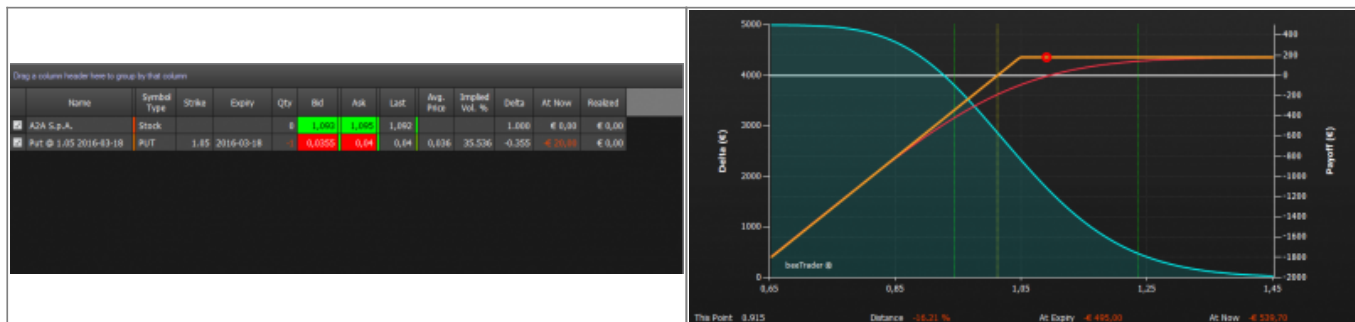 Drag a column header here to group by that column
Name Symbol Type Strike Expiry Qty Bid Ask Last Avg. Price Implied Vol. % Delta At Now Realized
A2A S.p.A. Stock 0 1,092 1,095 1,092 1.000 € 0,00 € 0,00
Put @ 1.05 2016-03-18 PUT 1.05 2016-03-18 -1 0,0355 0,04 0,04 0,036 35.536 -0.355 -€ 20,00 € 0,00
5000
4000
3000
2000
1000
0
Delta (€)
400
200
0
-200
-400
-600
-800
-1000
-1200
-1400
-1600
-1800
-2000
Payoff (€)
beeTrader ®
0,65 0,85 1,05 1,25 1,45
This Point 0.915 Distance -16.21 % At Expiry -€ 495,00 At Now -€ 539,70